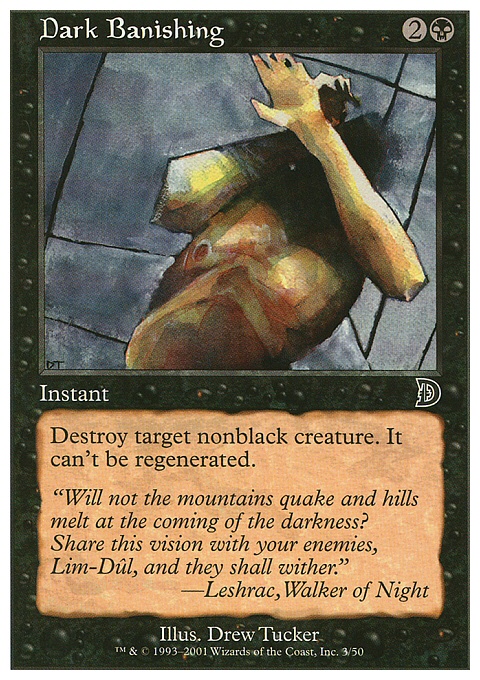 Dark Banishing 2
DT
Instant D
Destroy target nonblack creature. It
can't be regenerated.
"Will not the mountains quake and hills
melt at the coming of the darkness?
Share this vision with your enemies,
Lim-Dûl, and they shall wither."
—Leshrac, Walker of Night
Illus. Drew Tucker
™ & © 1993–2001 Wizards of the Coast, Inc. 3/50